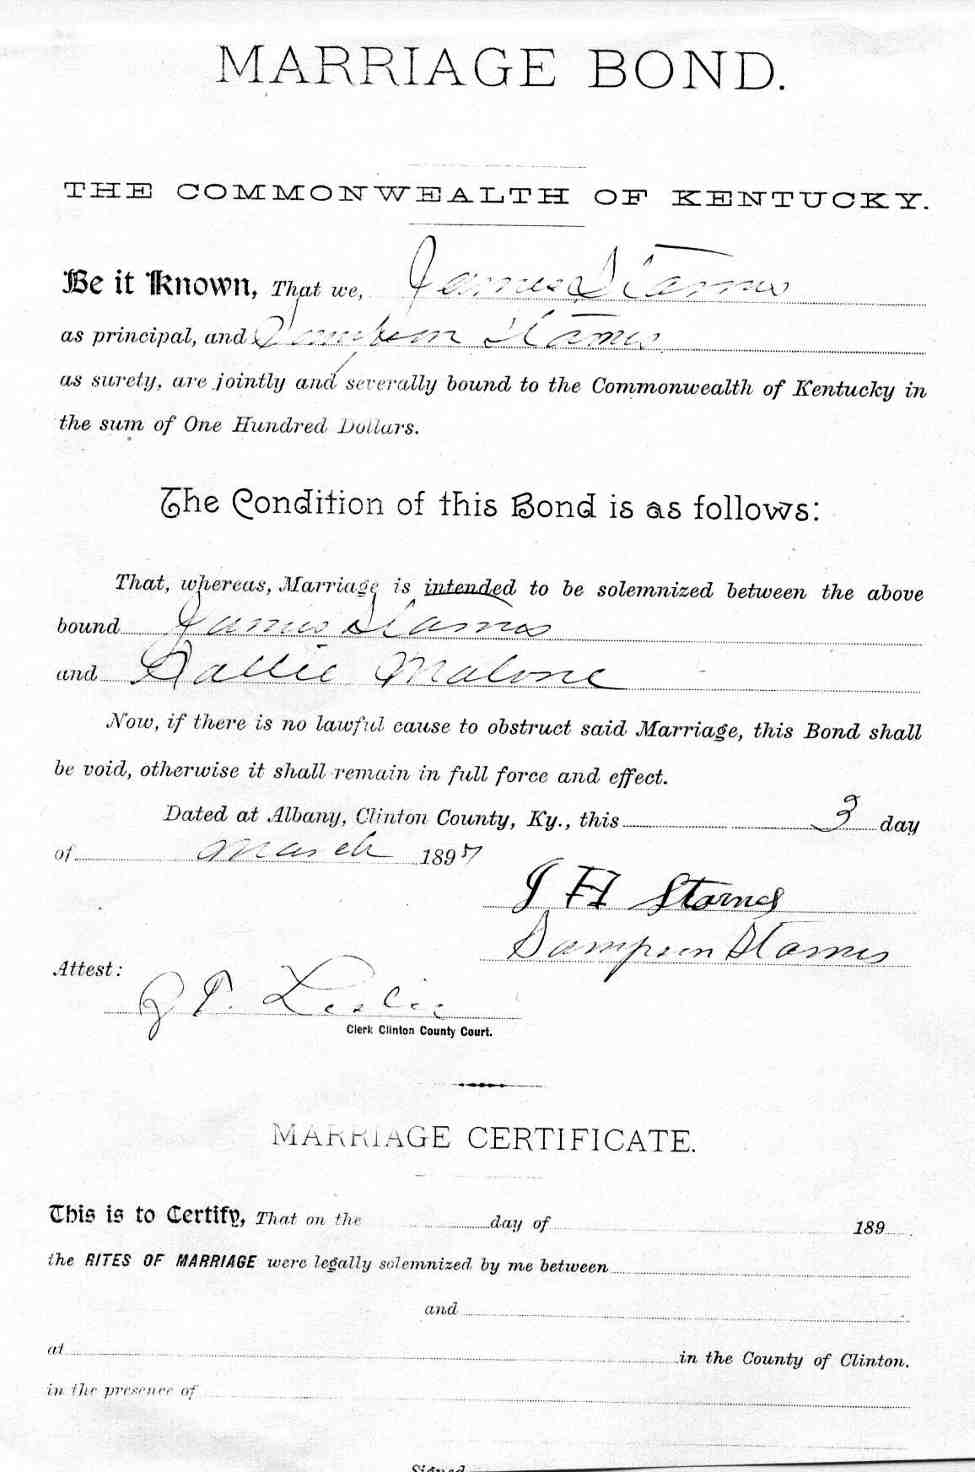 MARRIAGE BOND.
THE COMMONWEALTH OF KENTUCKY.
Be it Known, That we, James Starnes
as principal, and Sampson Starnes
as surety, are jointly and severally bound to the Commonwealth of Kentucky in
the sum of One Hundred Dollars.
The Condition of this Bond is as follows:
That, whereas, Marriage is intended to be solemnized between the above
bound James Starnes
and Sallie Malone
Now, if there is no lawful cause to obstruct said Marriage, this Bond shall
be void, otherwise it shall remain in full force and effect.
Dated at Albany, Clinton County, Ky., this 3 day
of March 1897
J H Starnes
Sampson Starnes
Attest:
J P. Leslie
Clerk Clinton County Court.
MARRIAGE CERTIFICATE.
This is to Certify, That on the day of 189
the RITES OF MARRIAGE were legally solemnized by me between
and
at in the County of Clinton.
in the presence of
Signed